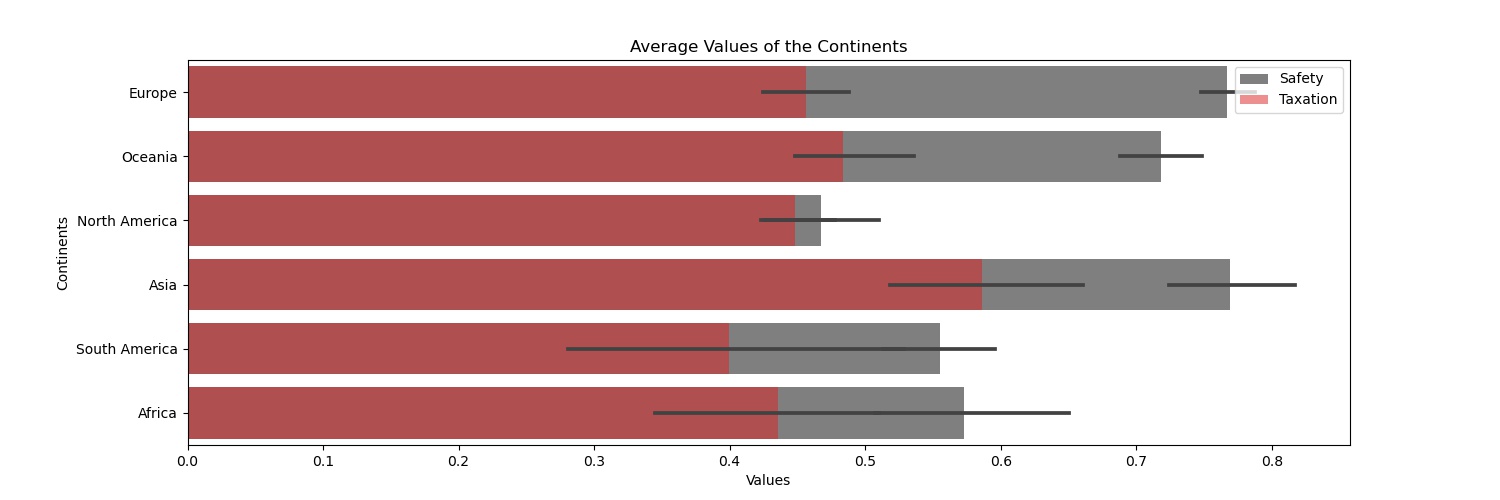 Average Values of the Continents
Safety
Taxation
Europe
Oceania
North America
Asia
South America
Africa
Continents
0.0 0.1 0.2 0.3 0.4 0.5 0.6 0.7 0.8
Values